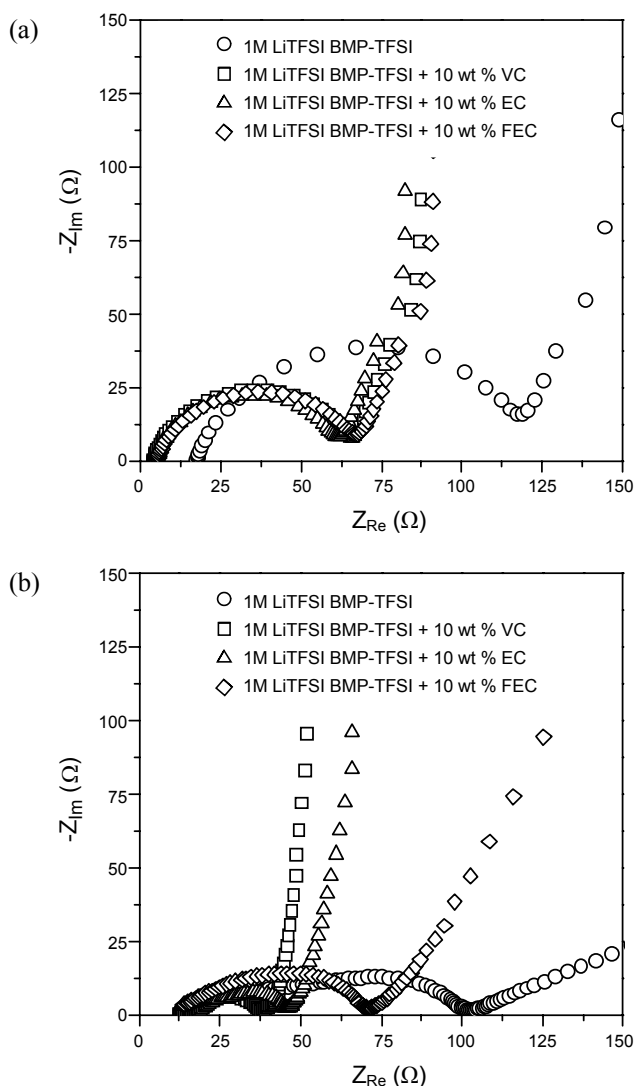 (a)
150
125
100
75
50
25
0
-Z_Im (Ω)
1M LiTFSI BMP-TFSI
1M LiTFSI BMP-TFSI + 10 wt % VC
1M LiTFSI BMP-TFSI + 10 wt % EC
1M LiTFSI BMP-TFSI + 10 wt % FEC
0 25 50 75 100 125 150
Z_Re (Ω)
(b)
150
125
100
75
50
25
0
-Z_Im (Ω)
1M LiTFSI BMP-TFSI
1M LiTFSI BMP-TFSI + 10 wt % VC
1M LiTFSI BMP-TFSI + 10 wt % EC
1M LiTFSI BMP-TFSI + 10 wt % FEC
0 25 50 75 100 125 150
Z_Re (Ω)